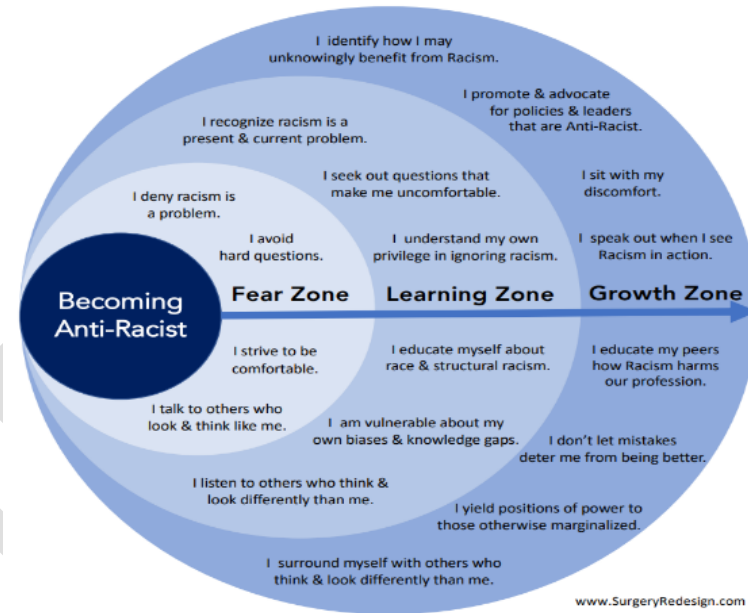 I identify how I may
unknowingly benefit from Racism.
I promote & advocate
for policies & leaders
that are Anti-Racist.
I recognize racism is a
present & current problem.
I seek out questions that
make me uncomfortable.
I sit with my
discomfort.
I deny racism is
a problem.
I avoid
hard questions.
I understand my own
privilege in ignoring racism.
I speak out when I see
Racism in action.
Becoming
Anti-Racist
Fear Zone
Learning Zone
Growth Zone
I strive to be
comfortable.
I educate myself about
race & structural racism.
I educate my peers
how Racism harms
our profession.
I talk to others who
look & think like me.
I am vulnerable about my
own biases & knowledge gaps.
I don't let mistakes
deter me from being better.
I listen to others who think &
look differently than me.
I yield positions of power to
those otherwise marginalized.
I surround myself with others who
think & look differently than me.
www.SurgeryRedesign.com